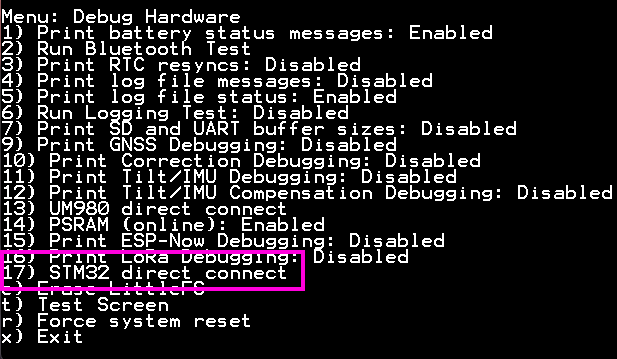 Menu: Debug Hardware
1) Print battery status messages: Enabled
2) Run Bluetooth Test
3) Print RTC resyncs: Disabled
4) Print log file messages: Disabled
5) Print log file status: Enabled
6) Run Logging Test: Disabled
7) Print SD and UART buffer sizes: Disabled
9) Print GNSS Debugging: Disabled
10) Print Correction Debugging: Disabled
11) Print Tilt/IMU Debugging: Disabled
12) Print Tilt/IMU Compensation Debugging: Disabled
13) UM980 direct connect
14) PSRAM (online): Enabled
15) Print ESP-Now Debugging: Disabled
16) Print LoRa Debugging: Disabled
17) STM32 direct connect
e) Erase LittleFS
t) Test Screen
r) Force system reset
x) Exit